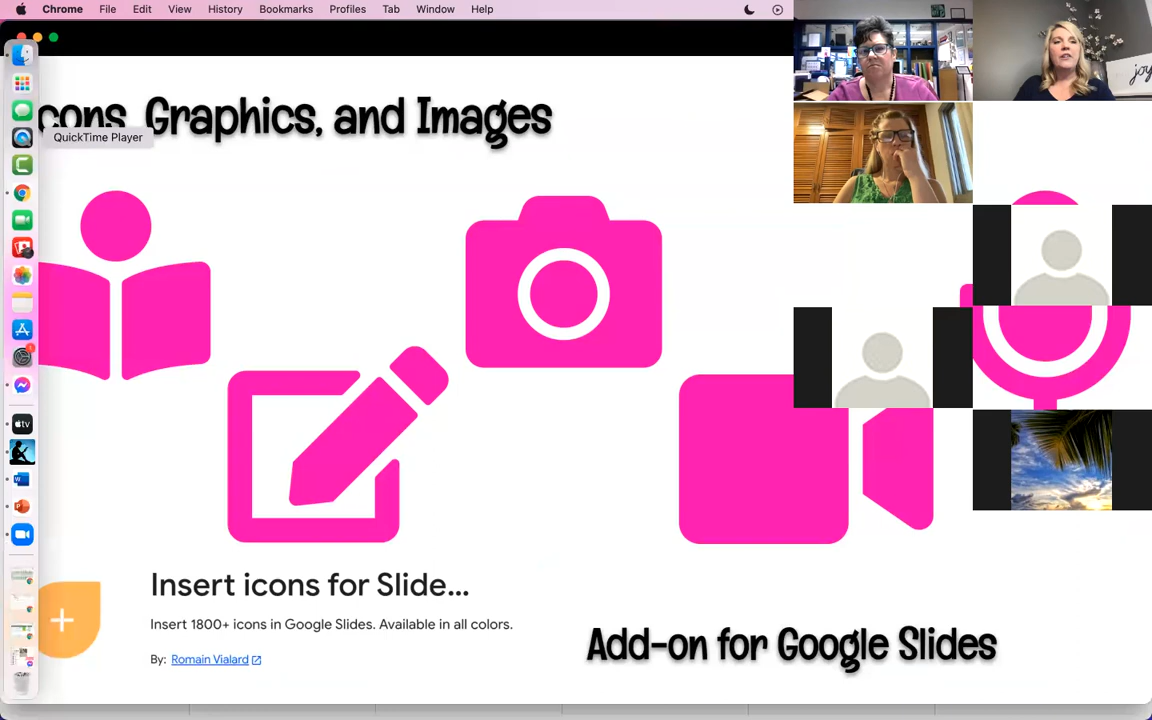 Chrome File Edit View History Bookmarks Profiles Tab Window Help
cons, Graphics, and Images
QuickTime Player
joy
tv
W
P
Insert icons for Slide...
Insert 1800+ icons in Google Slides. Available in all colors.
By: Romain Vialard
Add-on for Google Slides